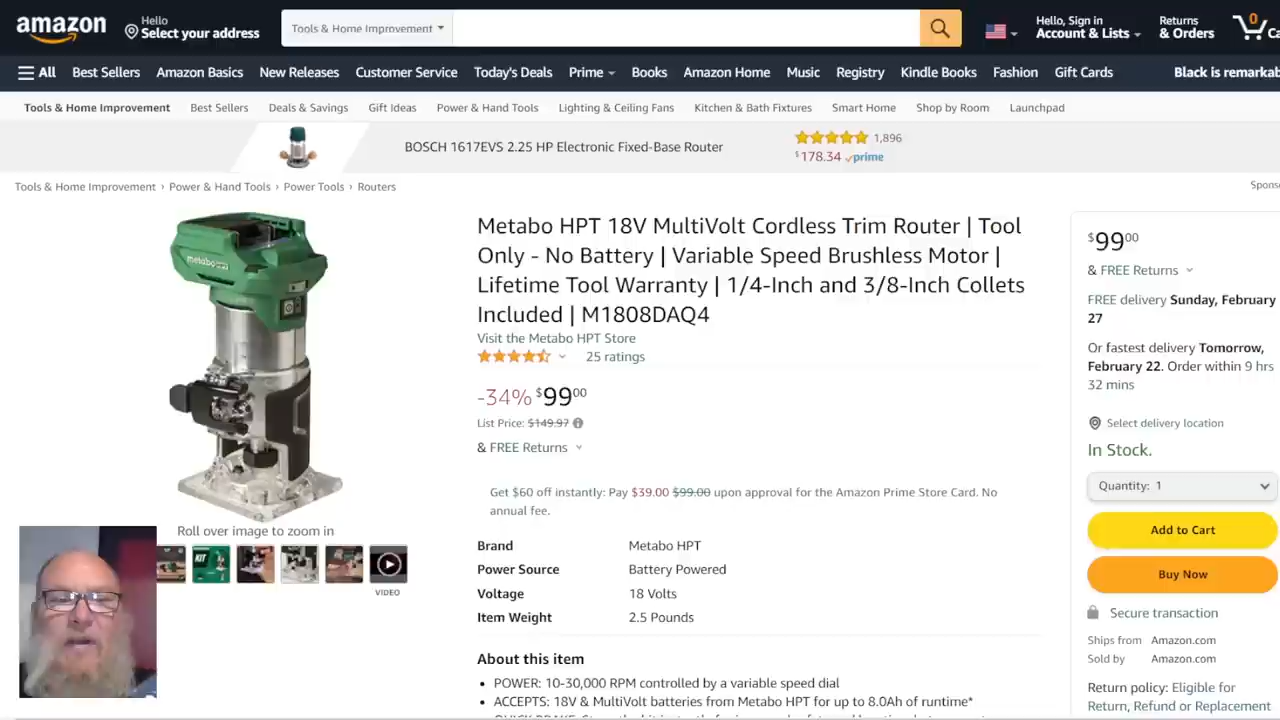 amazon
Hello
Select your address
Tools & Home Improvement
0
Hello, Sign in
Account & Lists
Returns
& Orders
All Best Sellers Amazon Basics New Releases Customer Service Today's Deals Prime Books Amazon Home Music Registry Kindle Books Fashion Gift Cards Black is remarkab
Tools & Home Improvement Best Sellers Deals & Savings Gift Ideas Power & Hand Tools Lighting & Ceiling Fans Kitchen & Bath Fixtures Smart Home Shop by Room Launchpad
BOSCH 1617EVS 2.25 HP Electronic Fixed-Base Router
1,896
$178.34 prime
Tools & Home Improvement › Power & Hand Tools › Power Tools › Routers
Spons
metabo
Roll over image to zoom in
KIT
VIDEO
Metabo HPT 18V MultiVolt Cordless Trim Router | Tool
Only - No Battery | Variable Speed Brushless Motor |
Lifetime Tool Warranty | 1/4-Inch and 3/8-Inch Collets
Included | M1808DAQ4
Visit the Metabo HPT Store
25 ratings
-34% $9900
List Price: $149.97
& FREE Returns
Get $60 off instantly: Pay $39.00 $99.00 upon approval for the Amazon Prime Store Card. No
annual fee.
Brand Metabo HPT
Power Source Battery Powered
Voltage 18 Volts
Item Weight 2.5 Pounds
About this item
• POWER: 10-30,000 RPM controlled by a variable speed dial
• ACCEPTS: 18V & MultiVolt batteries from Metabo HPT for up to 8.0Ah of runtime*
$9900
& FREE Returns
FREE delivery Sunday, February
27
Or fastest delivery Tomorrow,
February 22. Order within 9 hrs
32 mins
Select delivery location
In Stock.
Quantity: 1
Add to Cart
Buy Now
Secure transaction
Ships from Amazon.com
Sold by Amazon.com
Return policy: Eligible for
Return, Refund or Replacement